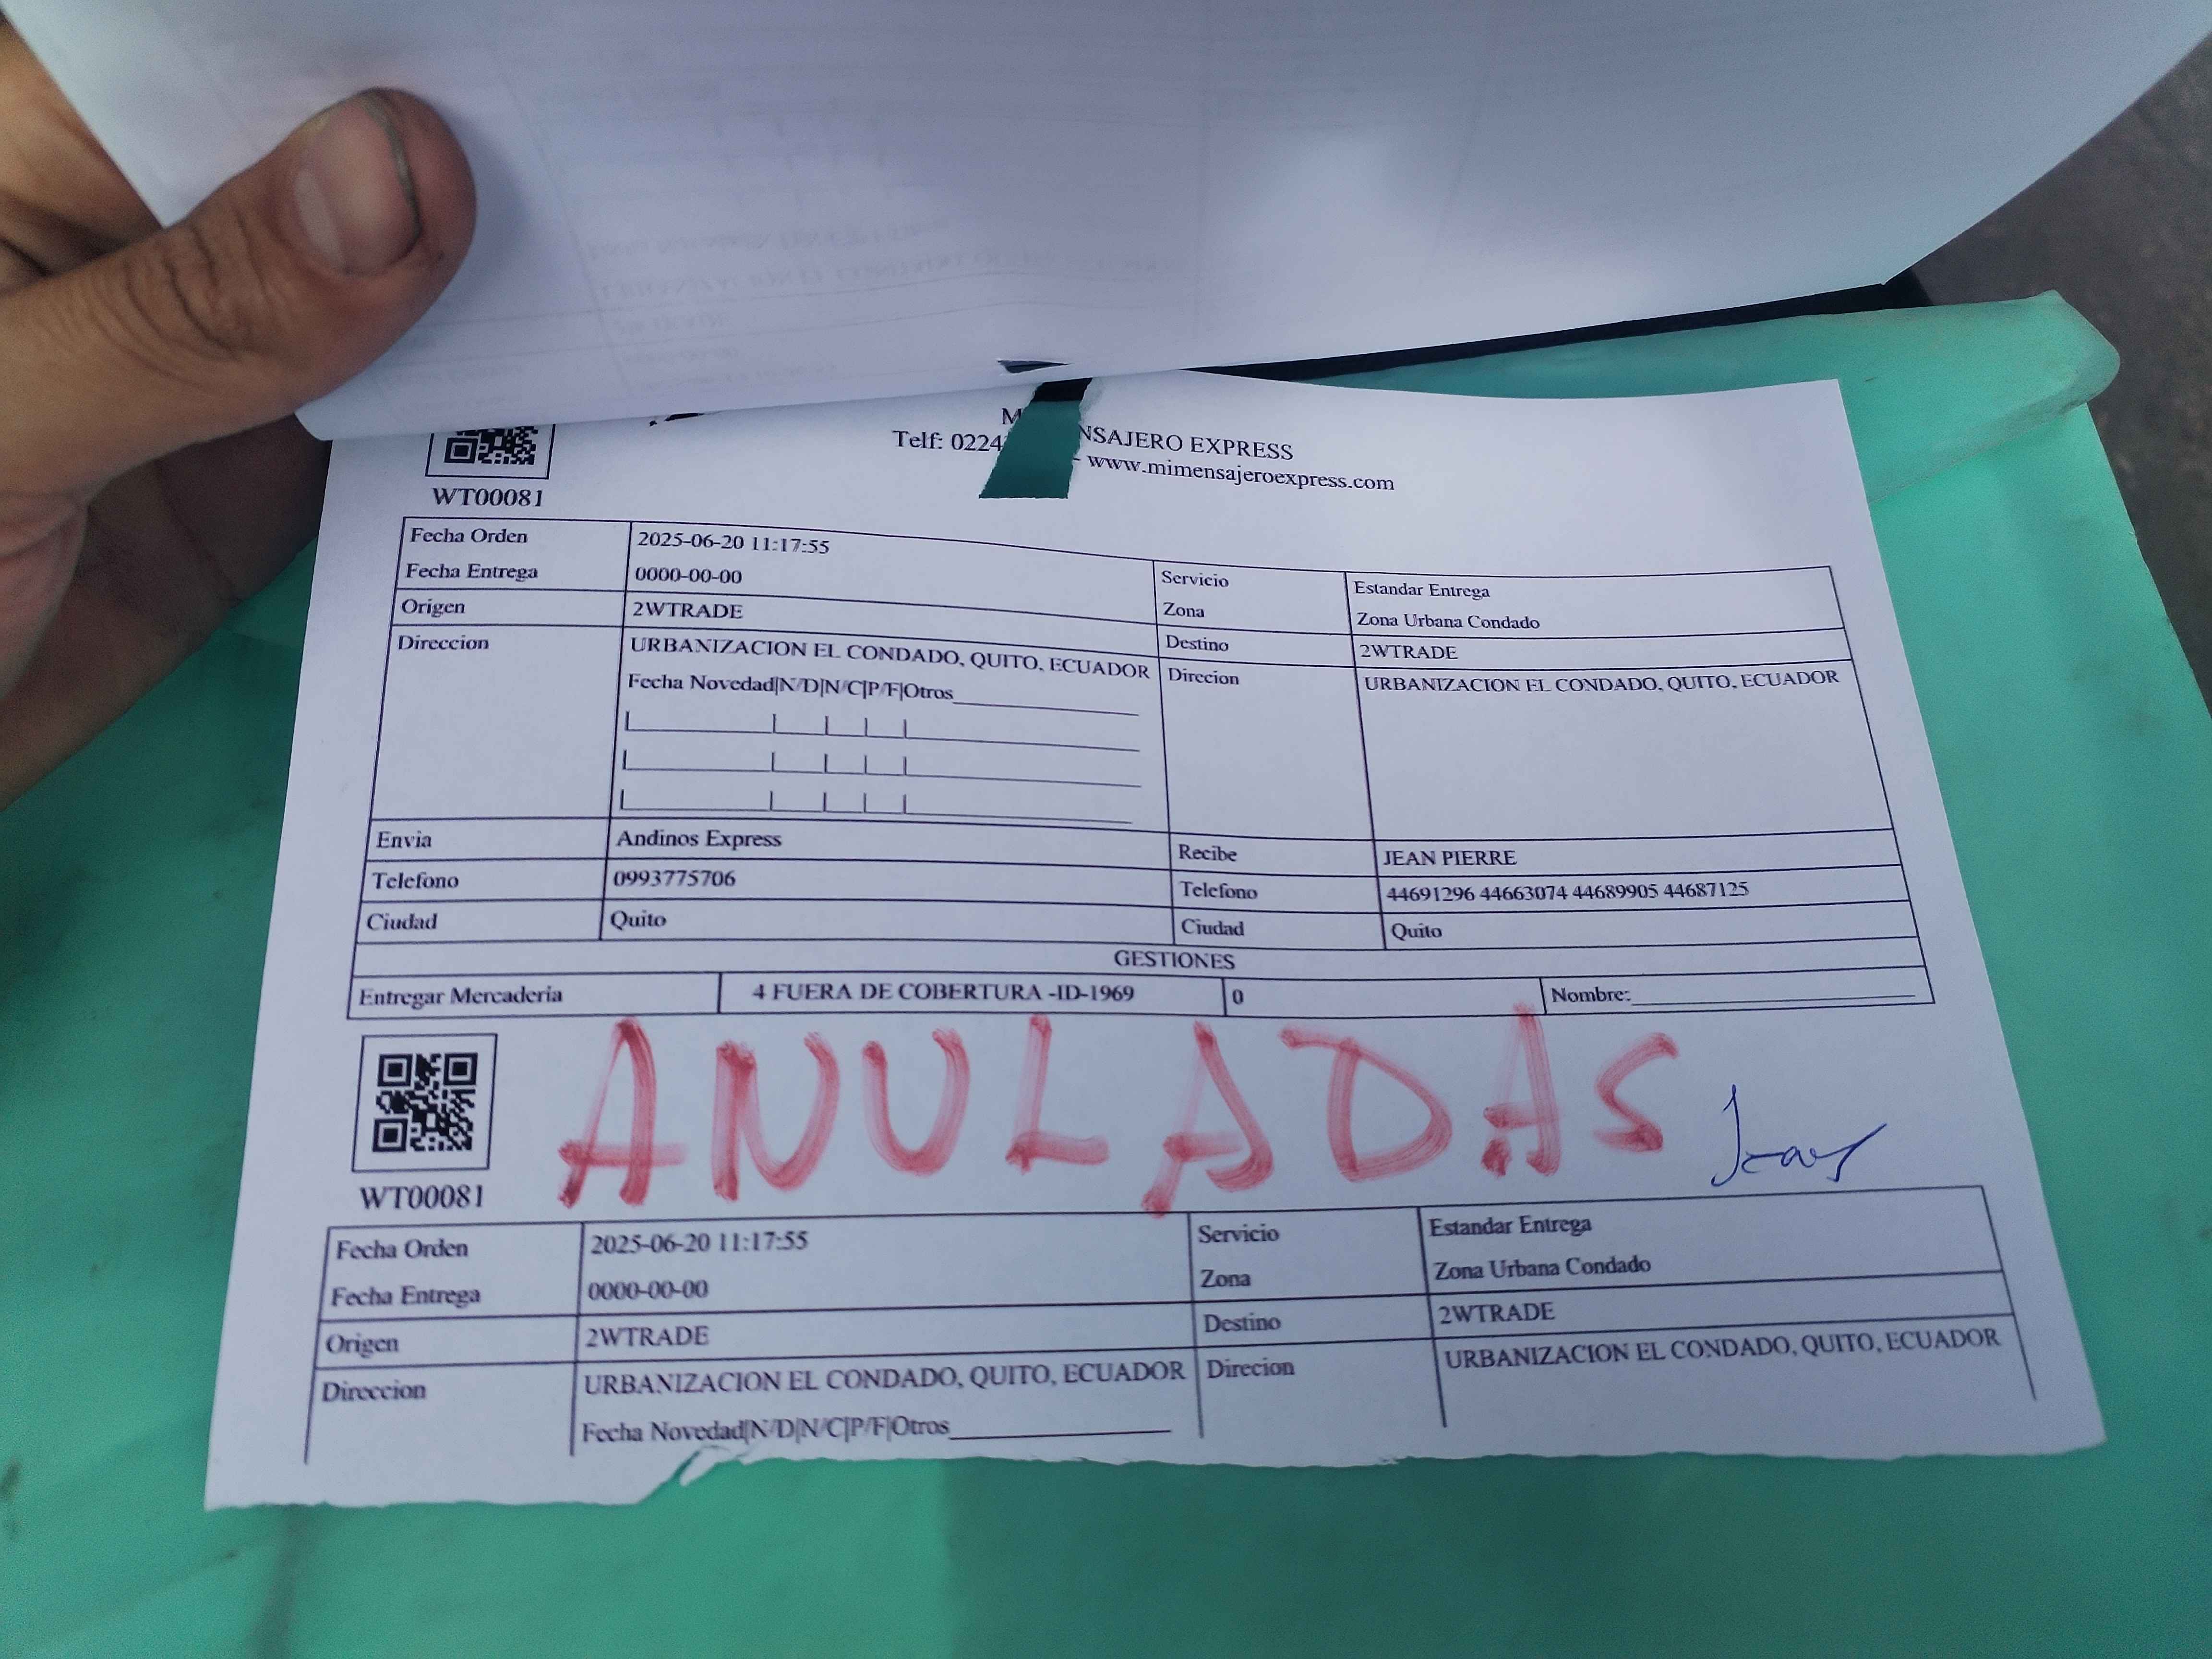 NSAJERO EXPRESS
Telf: 0224 - www.mimensajeroexpress.com
WT00081
Fecha Orden 2025-06-20 11:17:55 Servicio Estandar Entrega
Fecha Entrega 0000-00-00 Zona Zona Urbana Condado
Origen 2WTRADE Destino 2WTRADE
Direccion URBANIZACION EL CONDADO, QUITO, ECUADOR Direcion URBANIZACION EL CONDADO, QUITO, ECUADOR
Fecha Novedad|N/D|N/C|P/F|Otros
Envia Andinos Express Recibe JEAN PIERRE
Telefono 0993775706 Telefono 44691296 44663074 44689905 44687125
Ciudad Quito Ciudad Quito
GESTIONES
Entregar Mercaderia 4 FUERA DE COBERTURA -ID-1969 0 Nombre:
ANULADAS
WT00081
Fecha Orden 2025-06-20 11:17:55 Servicio Estandar Entrega
Fecha Entrega 0000-00-00 Zona Zona Urbana Condado
Origen 2WTRADE Destino 2WTRADE
Direccion URBANIZACION EL CONDADO, QUITO, ECUADOR Direcion URBANIZACION EL CONDADO, QUITO, ECUADOR
Fecha Novedad|N/D|N/C|P/F|Otros